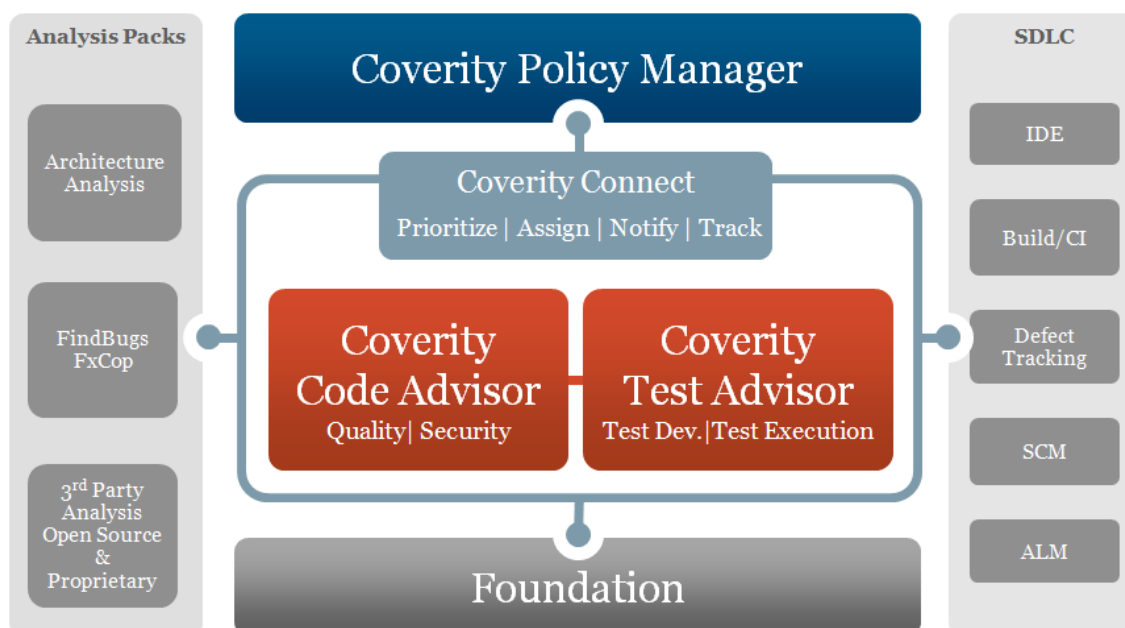 Analysis Packs
Architecture
Analysis
FindBugs
FxCop
3rd Party
Analysis
Open Source
&
Proprietary
Coverity Policy Manager
Coverity Connect
Prioritize | Assign | Notify | Track
Coverity
Code Advisor
Quality| Security
Coverity
Test Advisor
Test Dev.|Test Execution
Foundation
SDLC
IDE
Build/CI
Defect
Tracking
SCM
ALM